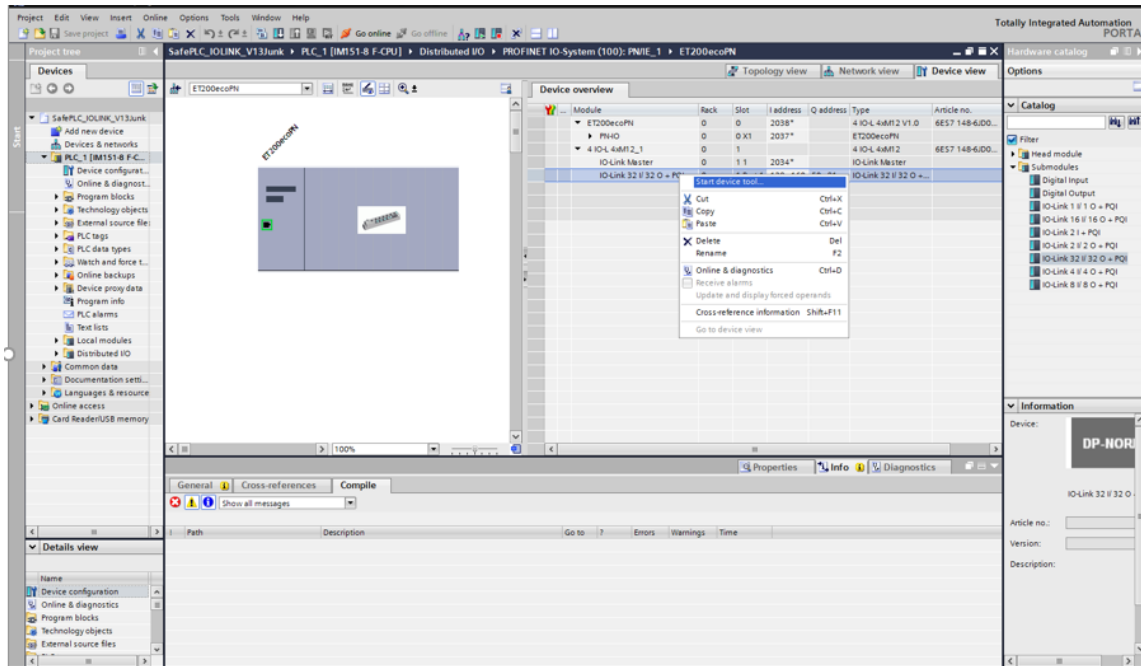 Project Edit View Insert Online Options Tools Window Help
Totally Integrated Automation
PORTA
Save project
Go online
Go offline
Project tree
SafePLC_IOLINK_V13Junk PLC_1 [IM151-8 F-CPU] Distributed I/O PROFINET IO-System (100): PN/IE_1 ET200ecoPN
Hardware catalog
Devices
Topology view
Network view
Device view
Options
ET200ecoPN
Device overview
Module Rack Slot I address Q address Type Article no.
ET200ecoPN 0 0 2038* 4 IO-L 4xM12 V1.0 6ES7 148-6JD0...
PN-IO 0 0 X1 2037* ET200ecoPN
4 IO-L 4xM12_1 0 1 4 IO-L 4xM12 6ES7 148-6JD0...
IO-Link Master 0 1 1 2034* IO-Link Master
IO-Link 32 I/ 32 O + PQI IO-Link 32 I/ 32 O +...
Start device tool...
Cut Ctrl+X
Copy Ctrl+C
Paste Ctrl+V
Delete Del
Rename F2
Online & diagnostics Ctrl+D
Receive alarms
Update and display forced operands
Cross-reference information Shift+F11
Go to device view
ET200ecoPN
100%
Start
SafePLC_IOLINK_V13Junk
Add new device
Devices & networks
PLC_1 [IM151-8 F-C...
Device configurat...
Online & diagnost...
Program blocks
Technology objects
External source files
PLC tags
PLC data types
Watch and force t...
Online backups
Device proxy data
Program info
PLC alarms
Text lists
Local modules
Distributed I/O
Common data
Documentation setti...
Languages & resource
Online access
Card Reader/USB memory
Catalog
Filter
Head module
Submodules
Digital Input
Digital Output
IO-Link 1 I/ 1 O + PQI
IO-Link 16 I/ 16 O + PQI
IO-Link 2 I + PQI
IO-Link 2 I/ 2 O + PQI
IO-Link 32 I/ 32 O + PQI
IO-Link 4 I/ 4 O + PQI
IO-Link 8 I/ 8 O + PQI
Information
Device:
DP-NOR
IO-Link 32 I/ 32 O
Article no.:
Version:
Description:
Properties
Info
Diagnostics
General
Cross-references
Compile
Show all messages
! Path Description Go to ? Errors Warnings Time
Details view
Name
Device configuration
Online & diagnostics
Program blocks
Technology objects
External source files